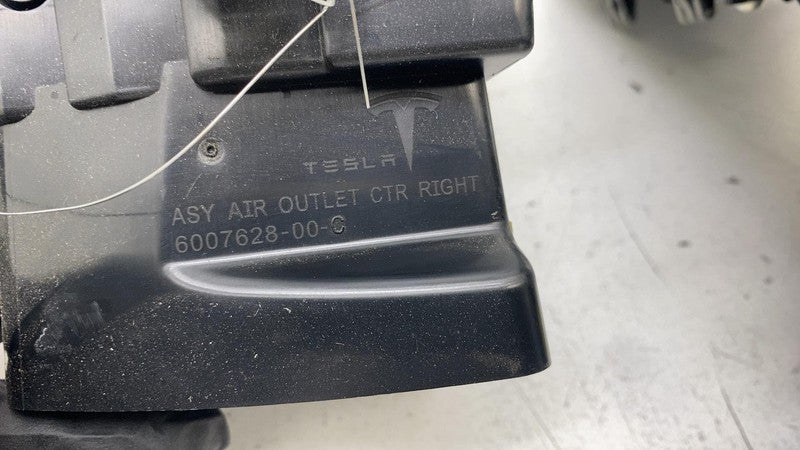 TESLA
ASY AIR OUTLET CTR RIGHT
6007628-00-C